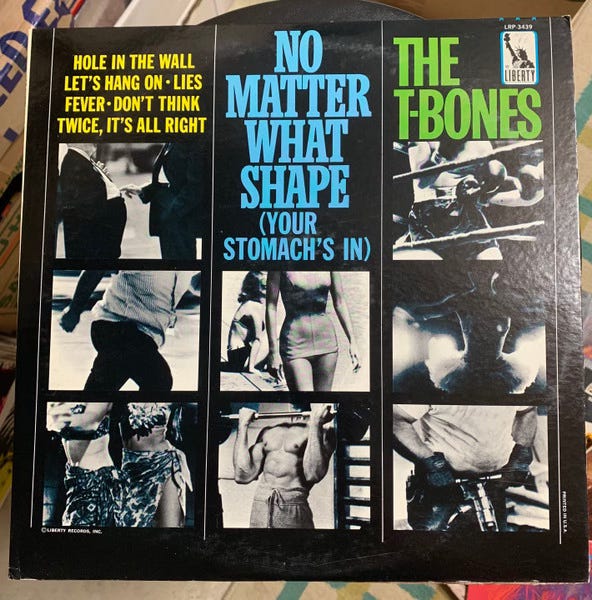 HOLE IN THE WALL
LET'S HANG ON • LIES
FEVER • DON'T THINK
TWICE, IT'S ALL RIGHT
NO
MATTER
WHAT
SHAPE
(YOUR
STOMACH'S IN)
THE
T-BONES
LRP-3439
LIBERTY
©LIBERTY RECORDS, INC.
PRINTED IN U.S.A.